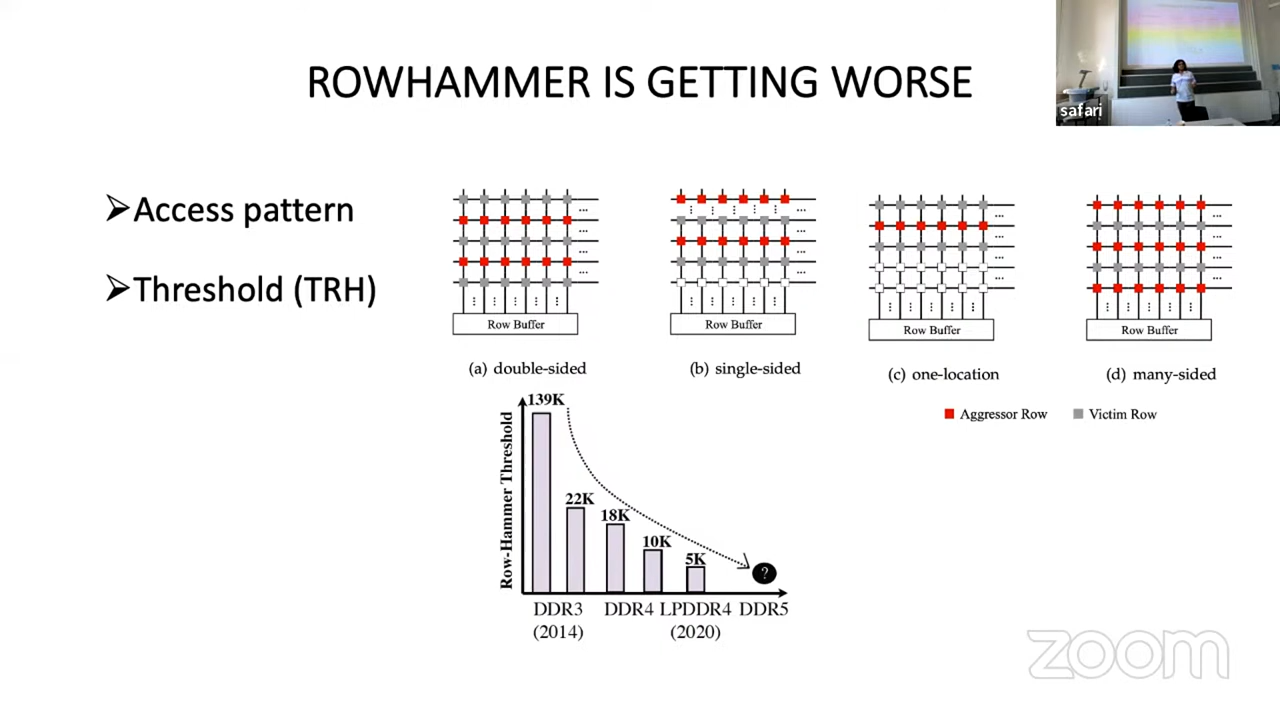 ROWHAMMER IS GETTING WORSE
safari
➢Access pattern
➢Threshold (TRH)
Row Buffer
Row Buffer
Row Buffer
Row Buffer
(a) double-sided
(b) single-sided
(c) one-location
(d) many-sided
Aggressor Row
Victim Row
Row-Hammer Threshold
139K
22K
18K
10K
5K
?
DDR3
(2014)
DDR4
LPDDR4
(2020)
DDR5
zoom